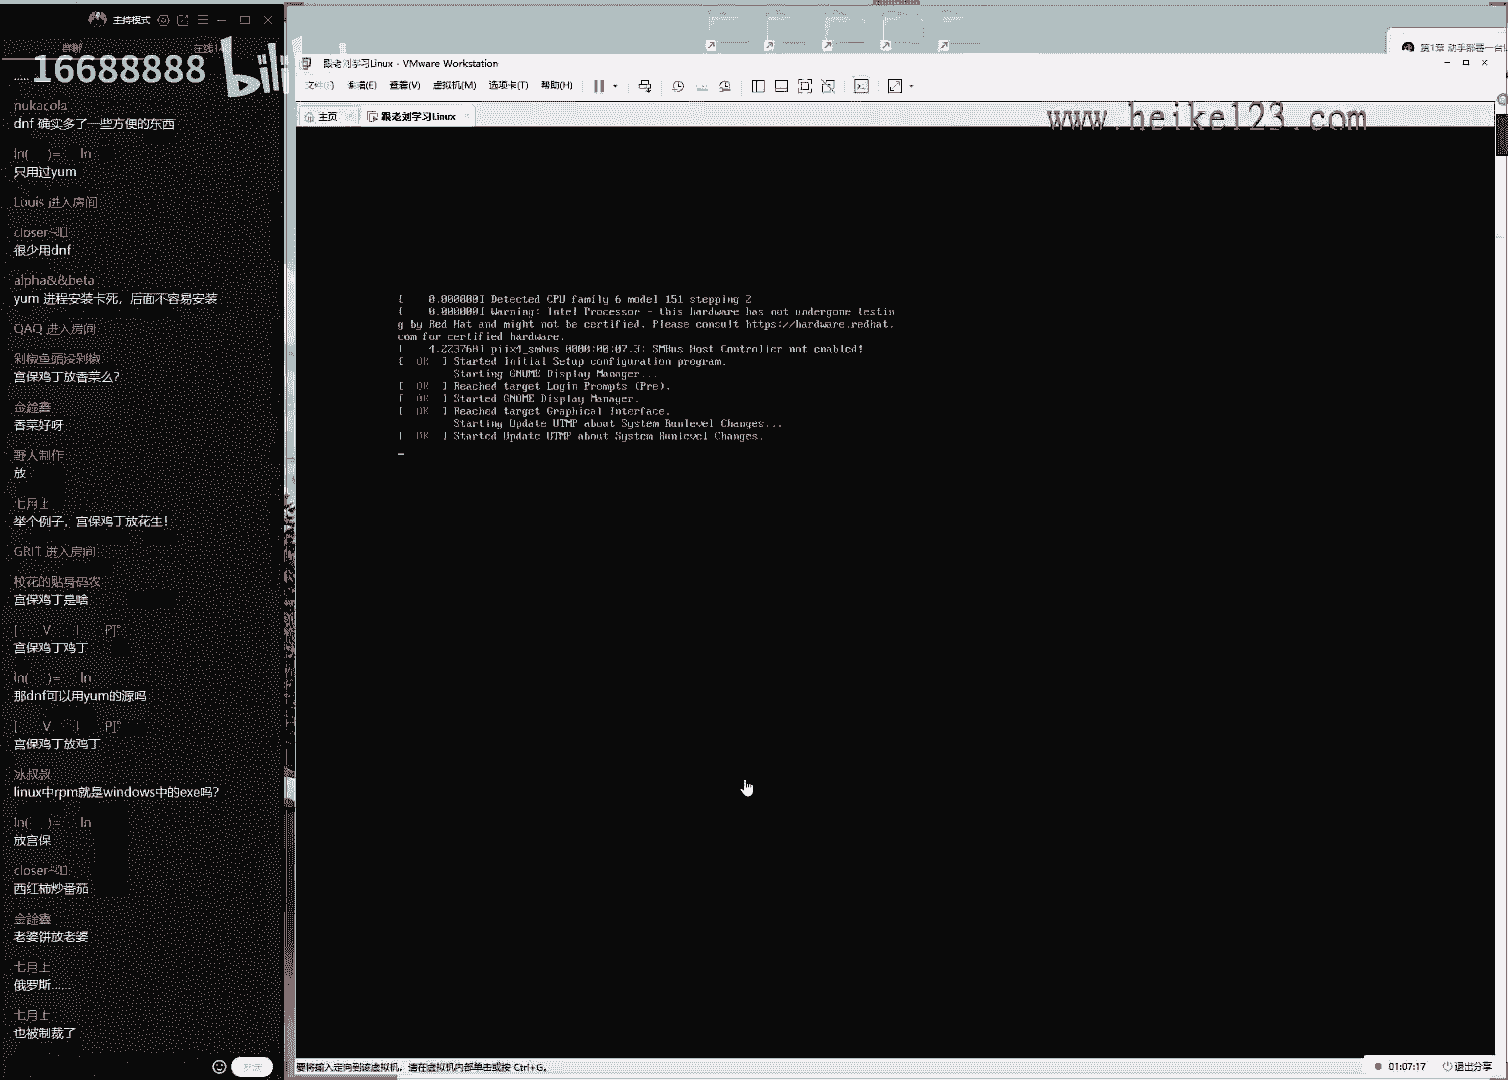 主持模式
16688888
bili
nukacola
dnf 确实多了一些方便的东西
ln( )= ln
只用过yum
Louis 进入房间
很少用dnf
alpha&&beta
yum 进程安装卡死，后面不容易安装
QAQ 进入房间
宫保鸡丁放香菜么?
金鑫鑫
香菜好呀
野人制作
放
七月上
举个例子，宫保鸡丁放花生!
GRIT 进入房间
校花的贴身码农
宫保鸡丁是啥
宫保鸡丁鸡丁
ln( )= ln
那dnf可以用yum的源吗
宫保鸡丁放鸡丁
冰叔叔
linux中rpm就是windows中的exe吗?
ln( )= ln
放宫保
西红柿炒番茄
老婆饼放老婆
七月上
俄罗斯......
七月上
也被制裁了
跟老刘学习Linux - VMware Workstation
文件(F) 编辑(E) 查看(V) 虚拟机(M) 选项卡(T) 帮助(H)
主页 跟老刘学习Linux
www.heike123.com
[ 0.000000] Detected CPU family 6 model 151 stepping 2
[ 0.000000] Warning: Intel Processor - this hardware has not undergone testin
g by Red Hat and might not be certified. Please consult https://hardware.redhat.
com for certified hardware.
[ 4.223768] piix4_smbus 0000:00:07.3: SMBus Host Controller not enabled!
[ OK ] Started Initial Setup configuration program.
Starting GNOME Display Manager...
[ OK ] Reached target Login Prompts (Pre).
[ OK ] Started GNOME Display Manager.
[ OK ] Reached target Graphical Interface.
Starting Update UTMP about System Runlevel Changes...
[ OK ] Started Update UTMP about System Runlevel Changes.
要将输入定向到该虚拟机，请在虚拟机内部单击或按 Ctrl+G。
01:07:17 退出分享